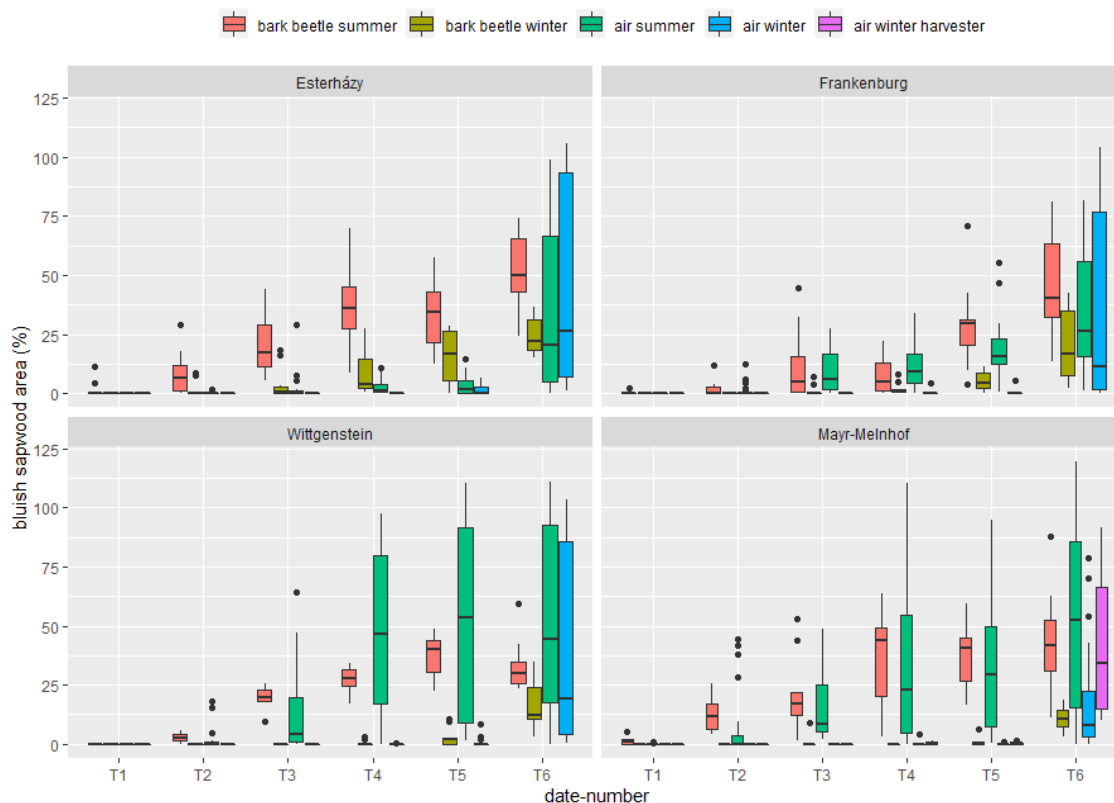 bark beetle summer bark beetle winter air summer air winter air winter harvester
Esterházy Frankenburg
125
100
75
50
25
0
Wittgenstein Mayr-Melnhof
125
100
75
50
25
0
T1 T2 T3 T4 T5 T6 T1 T2 T3 T4 T5 T6
date-number
bluish sapwood area (%)